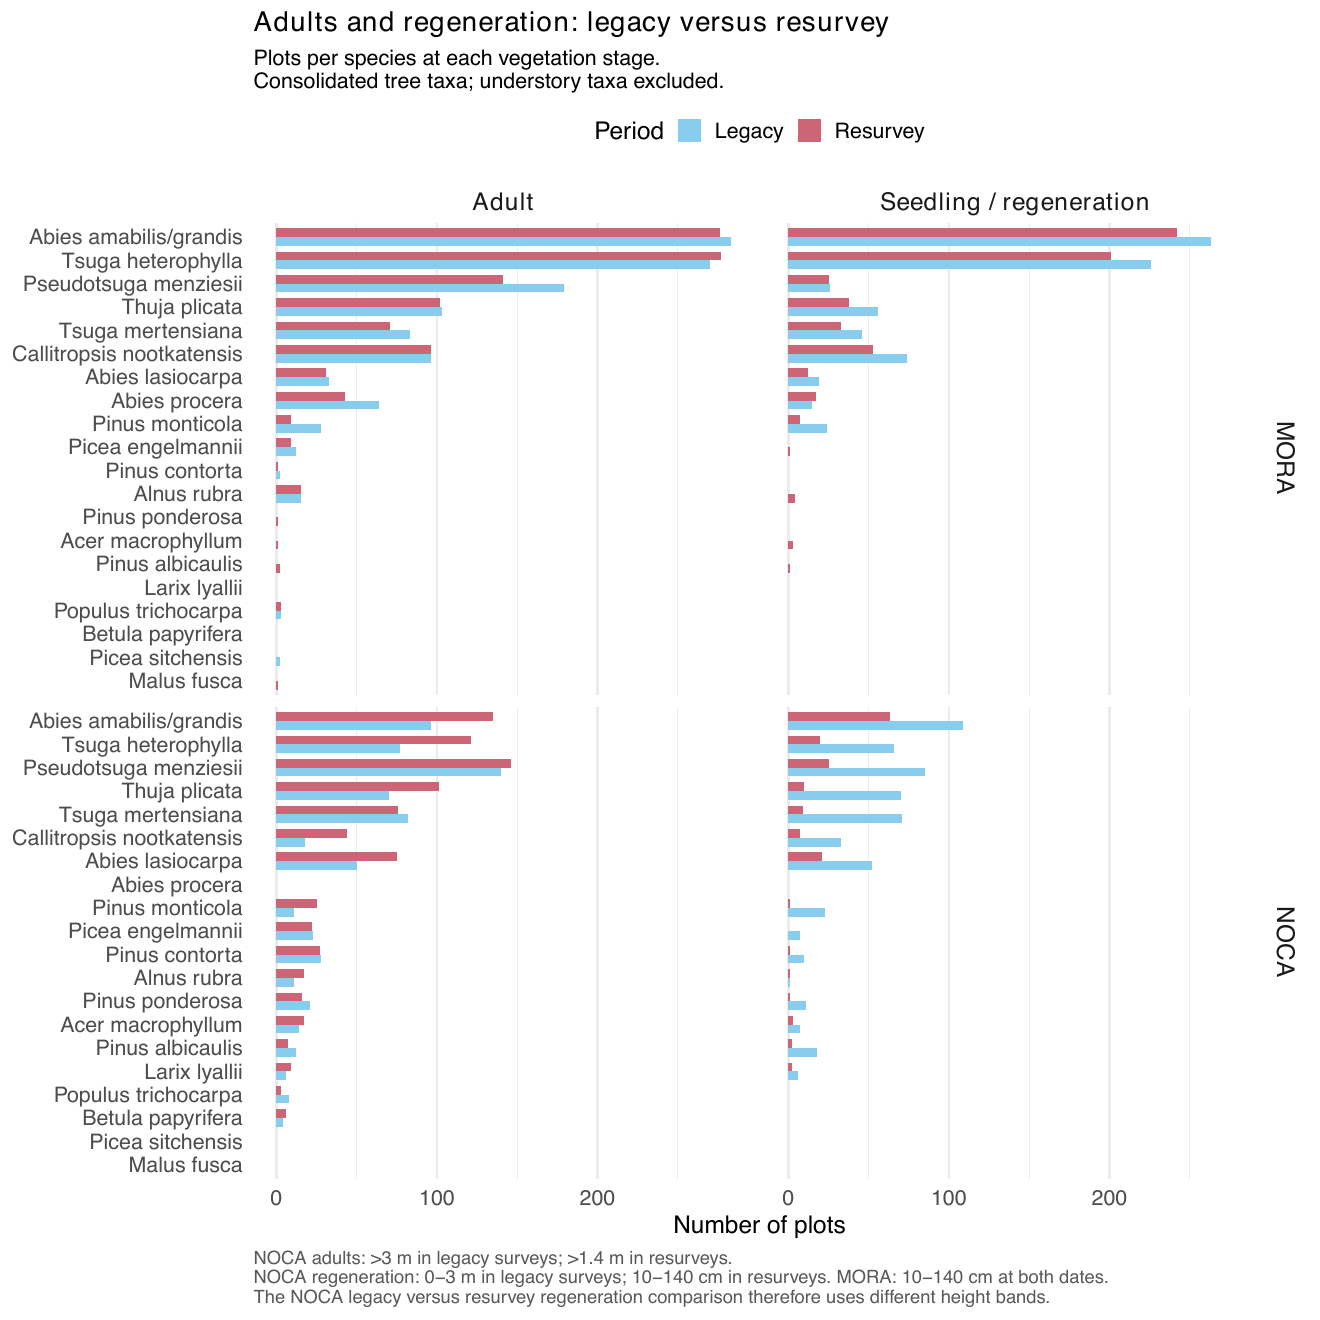 Adults and regeneration: legacy versus resurvey
Plots per species at each vegetation stage.
Consolidated tree taxa; understory taxa excluded.
Period Legacy Resurvey
Adult Seedling / regeneration
Abies amabilis/grandis
Tsuga heterophylla
Pseudotsuga menziesii
Thuja plicata
Tsuga mertensiana
Callitropsis nootkatensis
Abies lasiocarpa
Abies procera
Pinus monticola
Picea engelmannii
Pinus contorta
Alnus rubra
Pinus ponderosa
Acer macrophyllum
Pinus albicaulis
Larix lyallii
Populus trichocarpa
Betula papyrifera
Picea sitchensis
Malus fusca
MORA
Abies amabilis/grandis
Tsuga heterophylla
Pseudotsuga menziesii
Thuja plicata
Tsuga mertensiana
Callitropsis nootkatensis
Abies lasiocarpa
Abies procera
Pinus monticola
Picea engelmannii
Pinus contorta
Alnus rubra
Pinus ponderosa
Acer macrophyllum
Pinus albicaulis
Larix lyallii
Populus trichocarpa
Betula papyrifera
Picea sitchensis
Malus fusca
NOCA
0 100 200 0 100 200
Number of plots
NOCA adults: >3 m in legacy surveys; >1.4 m in resurveys.
NOCA regeneration: 0–3 m in legacy surveys; 10–140 cm in resurveys. MORA: 10–140 cm at both dates.
The NOCA legacy versus resurvey regeneration comparison therefore uses different height bands.